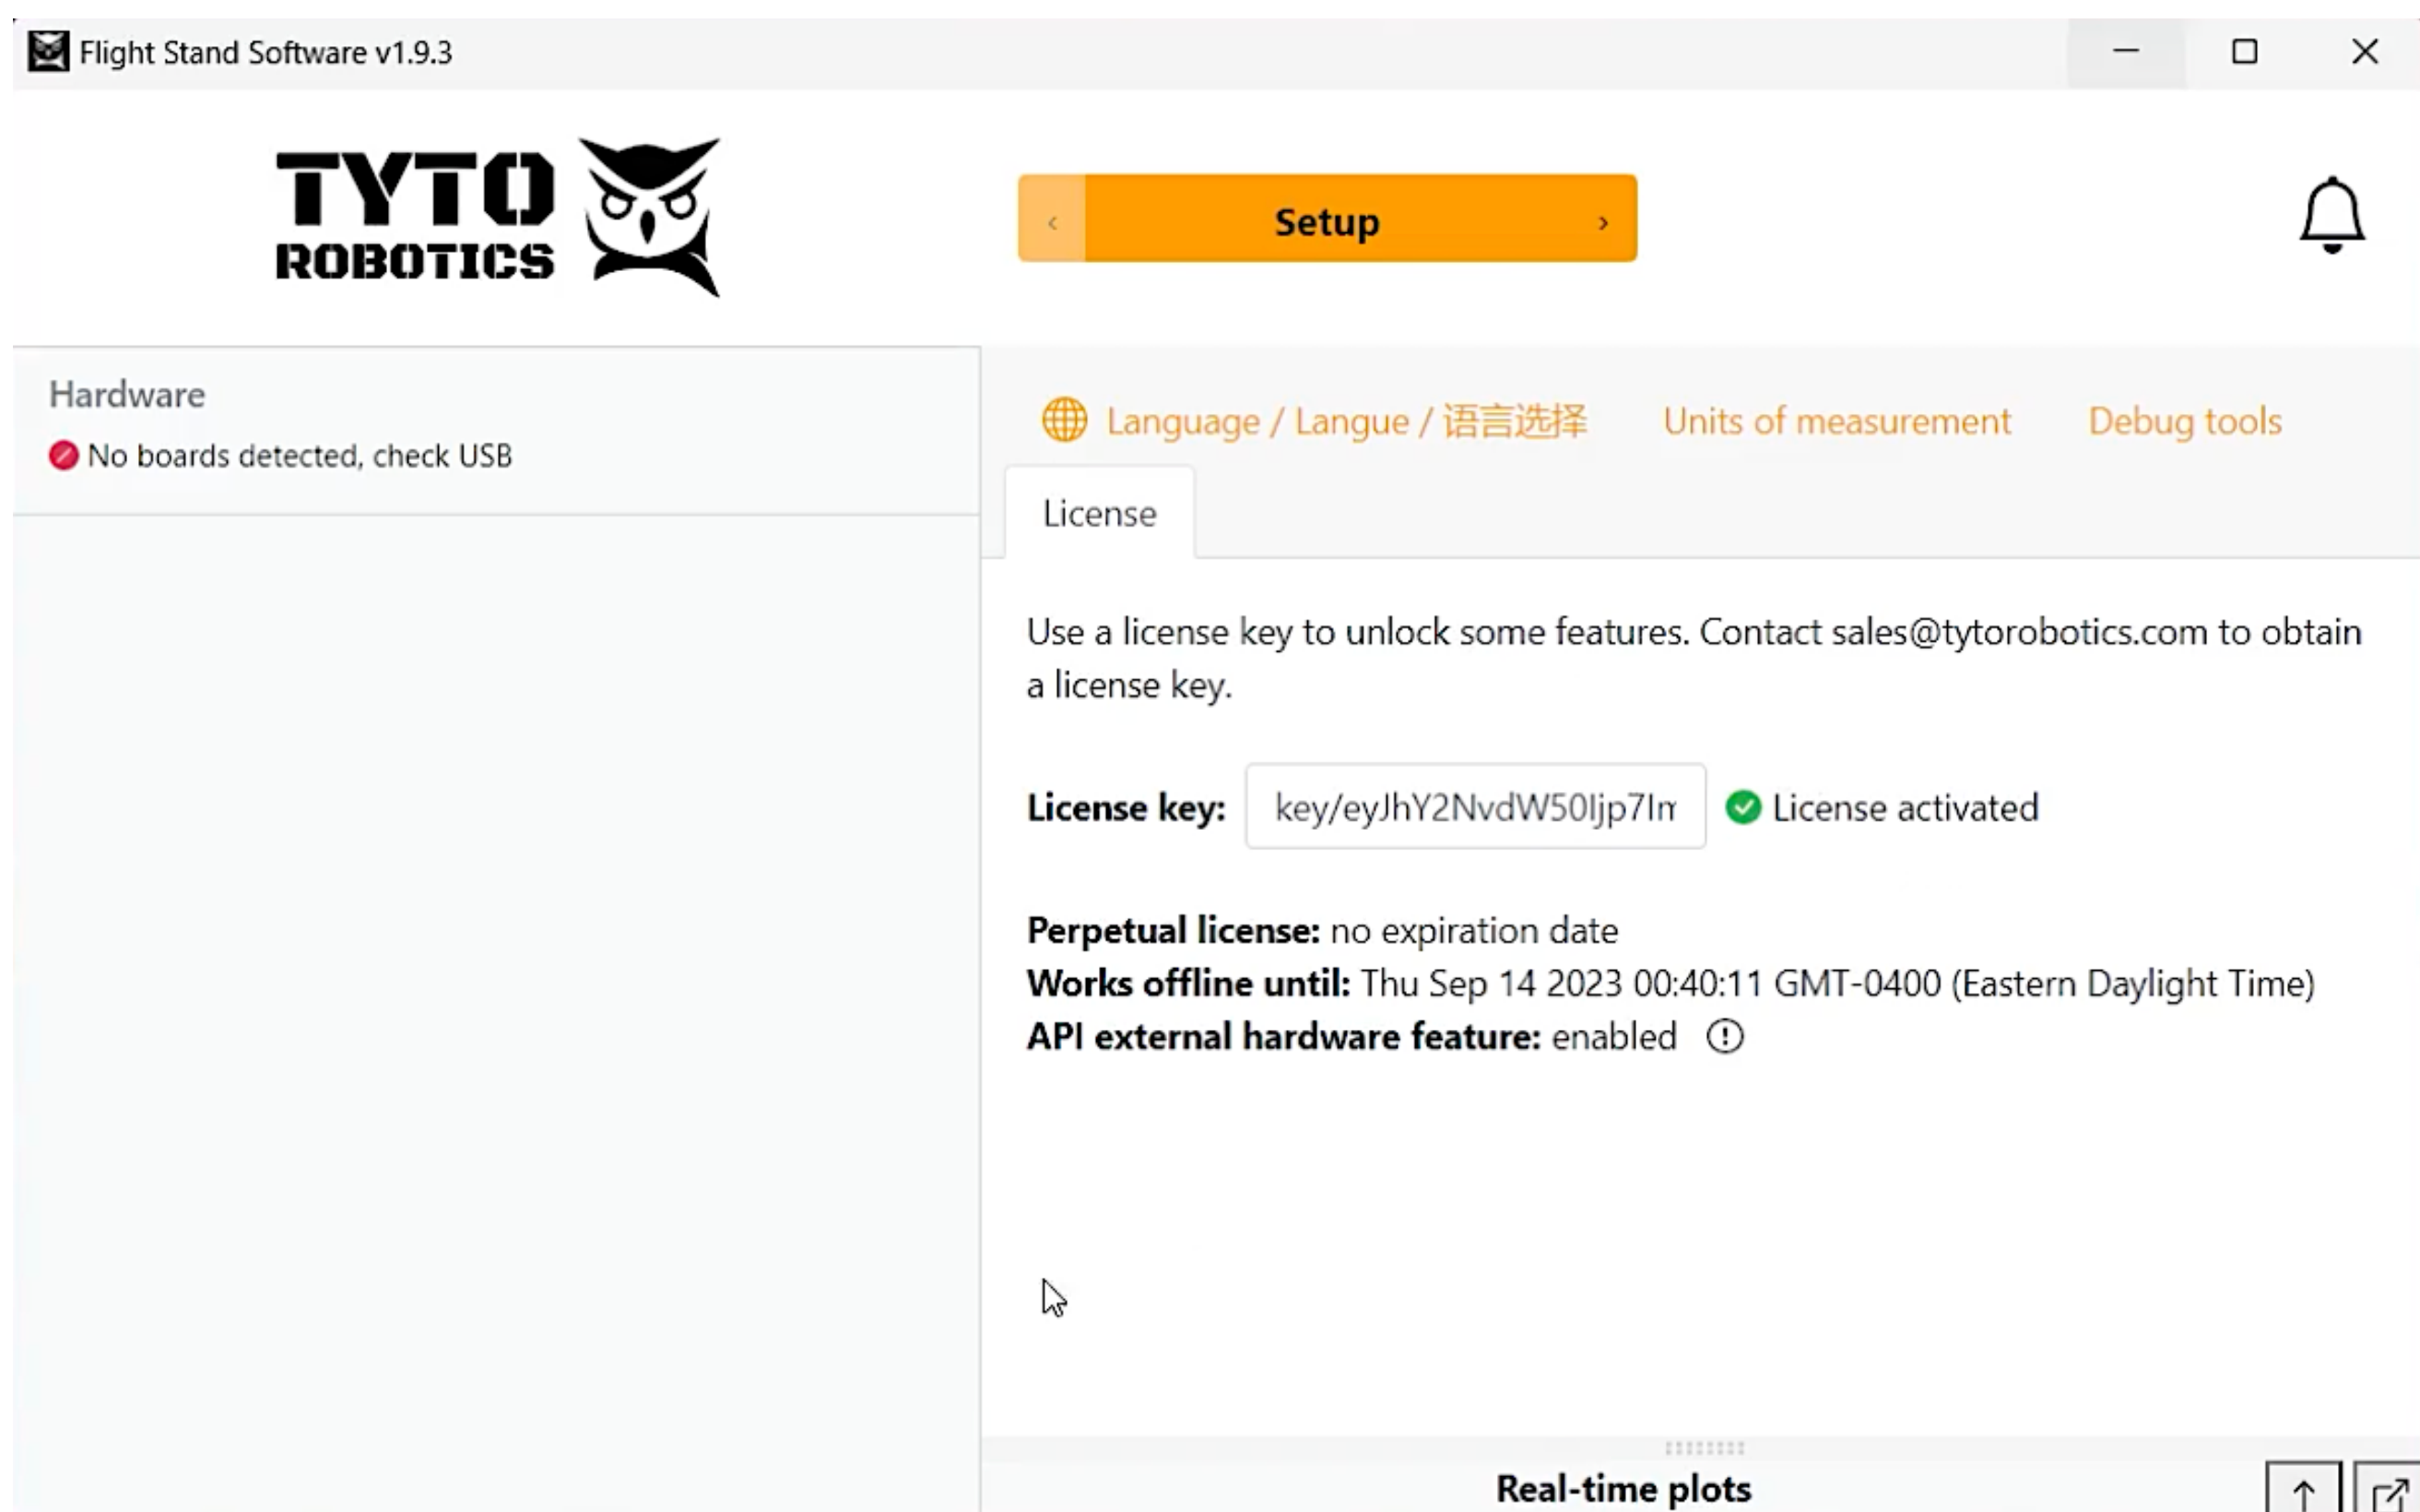 Flight Stand Software v1.9.3
TYTO
ROBOTICS
Setup
Hardware
No boards detected, check USB
Language / Langue / 语言选择
Units of measurement
Debug tools
License
Use a license key to unlock some features. Contact sales@tytorobotics.com to obtain
a license key.
License key: key/eyJhY2NvdW50Ijp7Im License activated
Perpetual license: no expiration date
Works offline until: Thu Sep 14 2023 00:40:11 GMT-0400 (Eastern Daylight Time)
API external hardware feature: enabled
Real-time plots